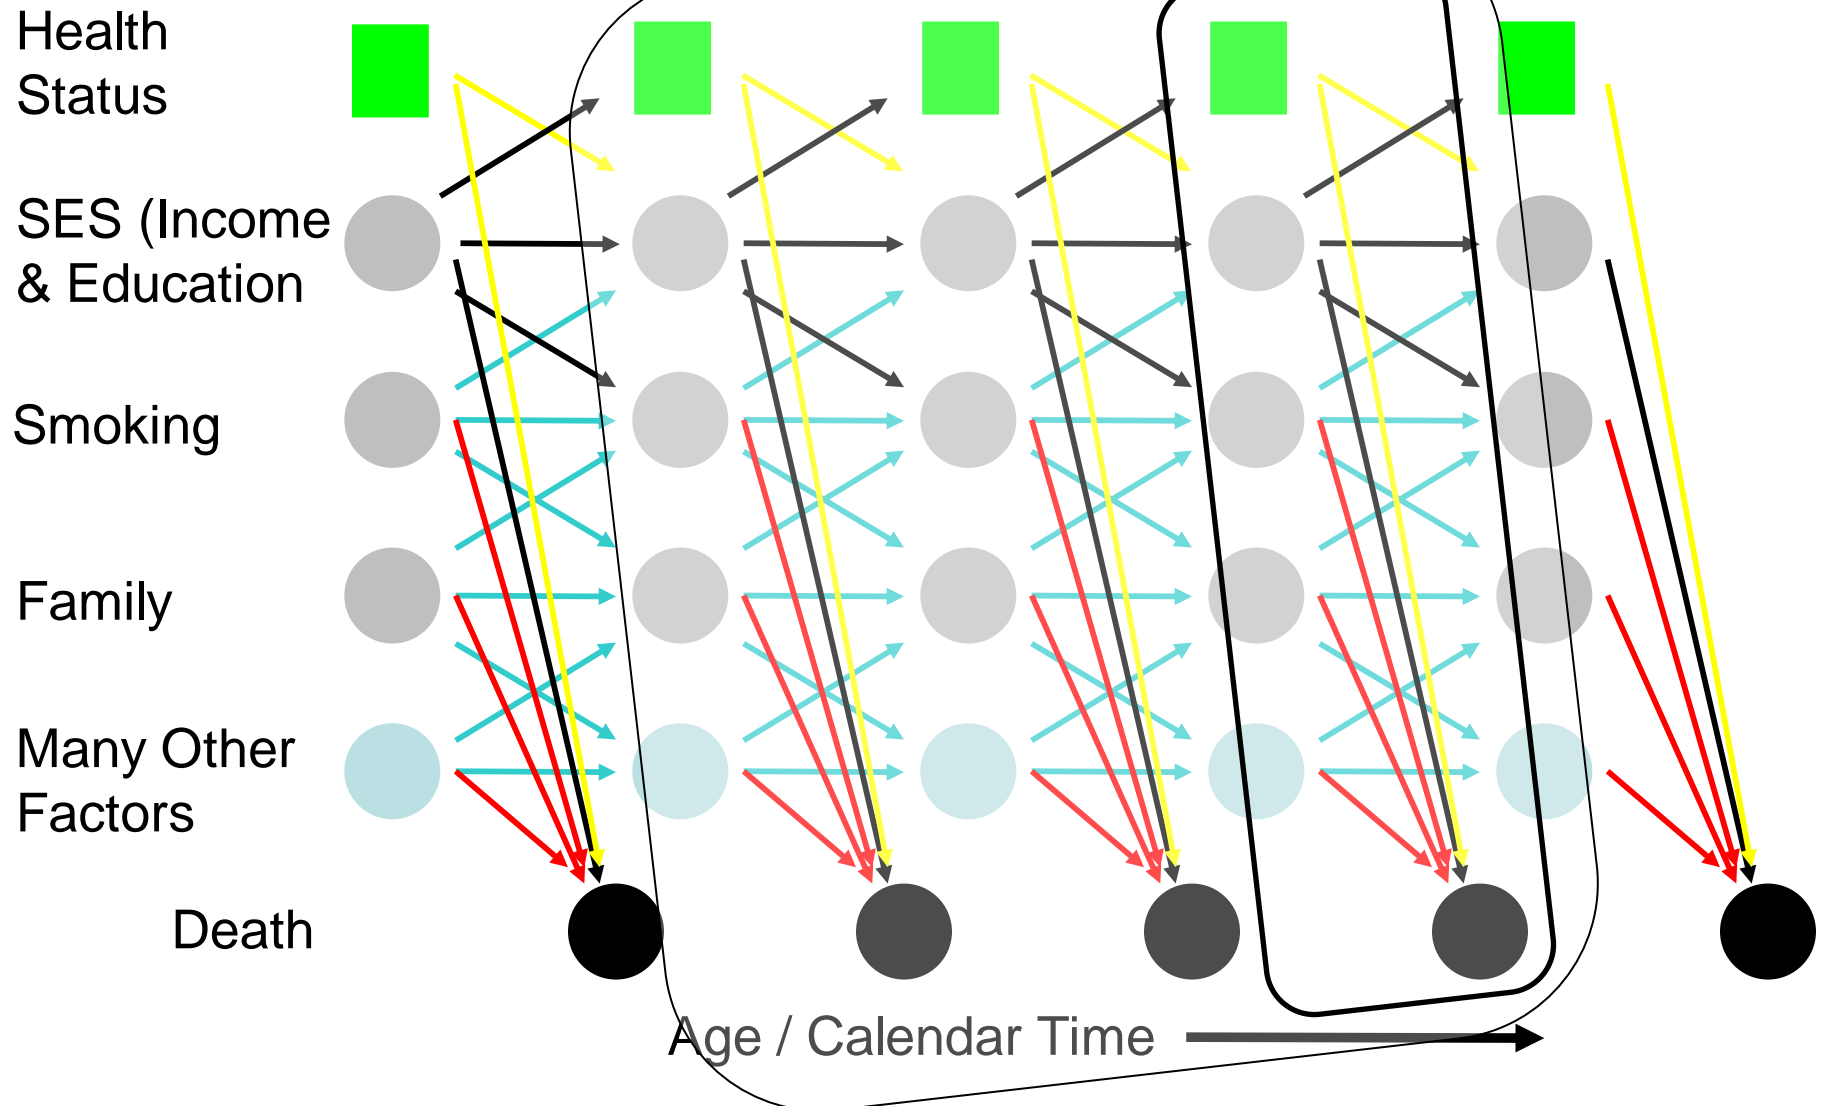 Health
Status
SES (Income
& Education
Smoking
Family
Many Other
Factors
Death
Age / Calendar Time